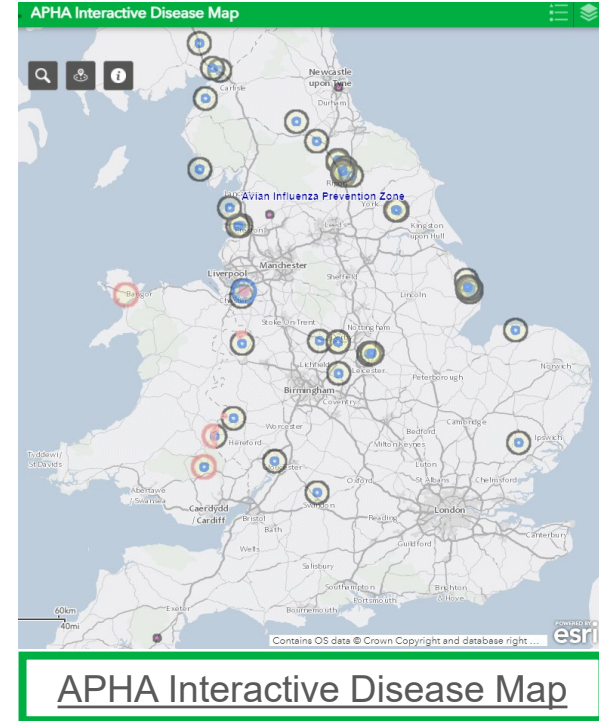 APHA Interactive Disease Map
Newcastle
upon Tyne
Carlisle
Durham
Avian Influenza Prevention Zone
York
Leeds
Kingston
upon Hull
Manchester
Liverpool
Sheffield
Bangor
Lincoln
Stoke-On-Trent
Nottingham
Lichfield
Leicester
Norwich
Peterborough
Birmingham
Coventry
Worcester
Cambridge
Bedford
Hereford
Milton Keynes
Ipswich
Tyddewi /
St Davids
Luton
Oxford
St Albans
Chelmsford
Abertawe
/ Swansea
Caerdydd
/ Cardiff
Swindon
London
Bristol
Reading
Bath
Canterbury
Wells
Guildford
Salisbury
Southampton
Brighton
& Hove
Portsmouth
Bournemouth
Exeter
60km
40mi
Contains OS data © Crown Copyright and database right ...
POWERED BY
esri
APHA Interactive Disease Map